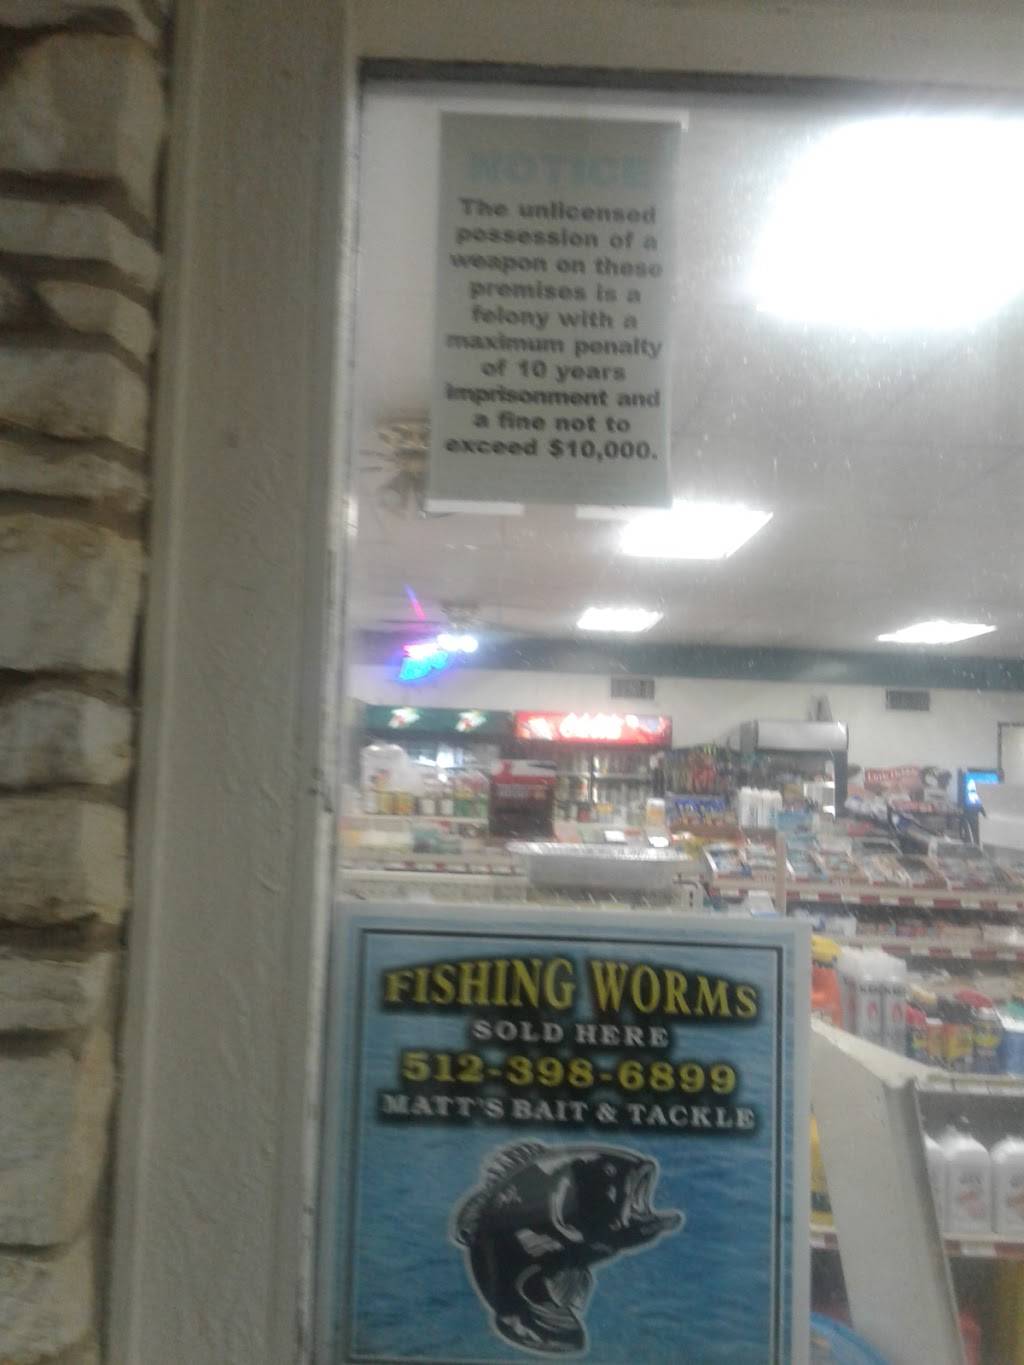 NOTICE
The unlicensed
possession of a
weapon on these
premises is a
felony with a
maximum penalty
of 10 years
imprisonment and
a fine not to
exceed $10,000.
FISHING WORMS
SOLD HERE
512-398-6899
MATT'S BAIT & TACKLE